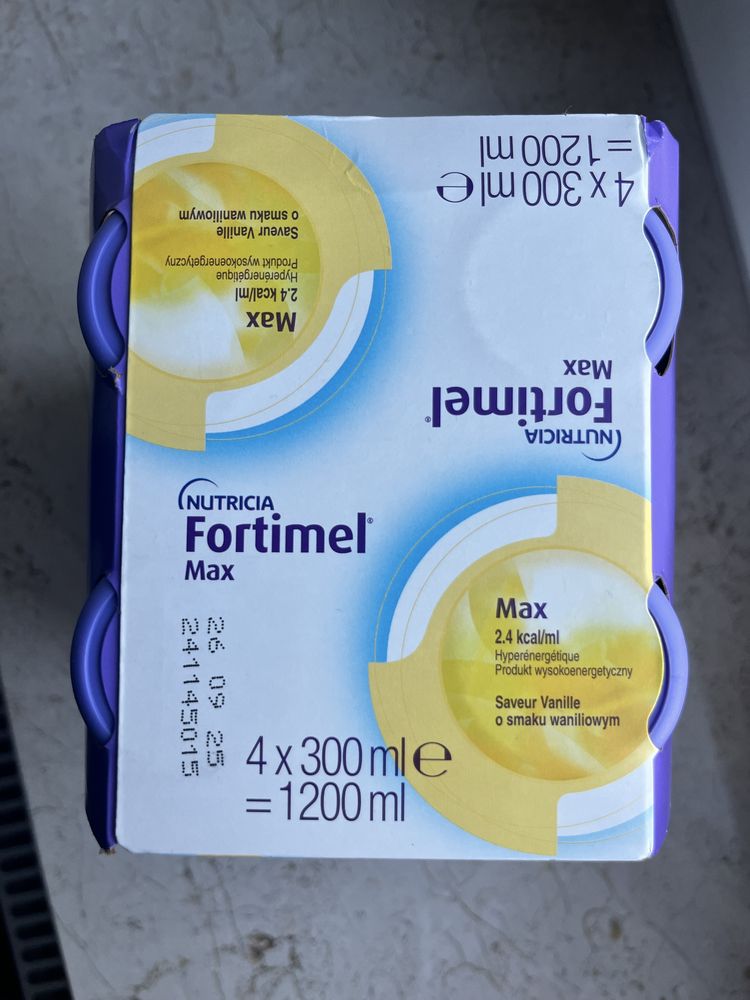 4 x 300 ml e
= 1200 ml
Max
2.4 kcal/ml
Hyperénergétique
Produkt wysokoenergetyczny
Saveur Vanille
o smaku waniliowym
NUTRICIA
Fortimel®
Max
NUTRICIA
Fortimel®
Max
Max
2.4 kcal/ml
Hyperénergétique
Produkt wysokoenergetyczny
Saveur Vanille
o smaku waniliowym
26 09 25
241145015
4 x 300 ml e
= 1200 ml